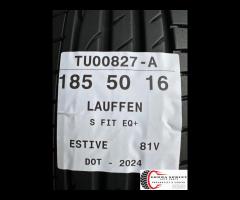 TU00827-A
185 50 16
LAUFFEN
S FIT EQ+
ESTIVE 81V
DOT - 2024